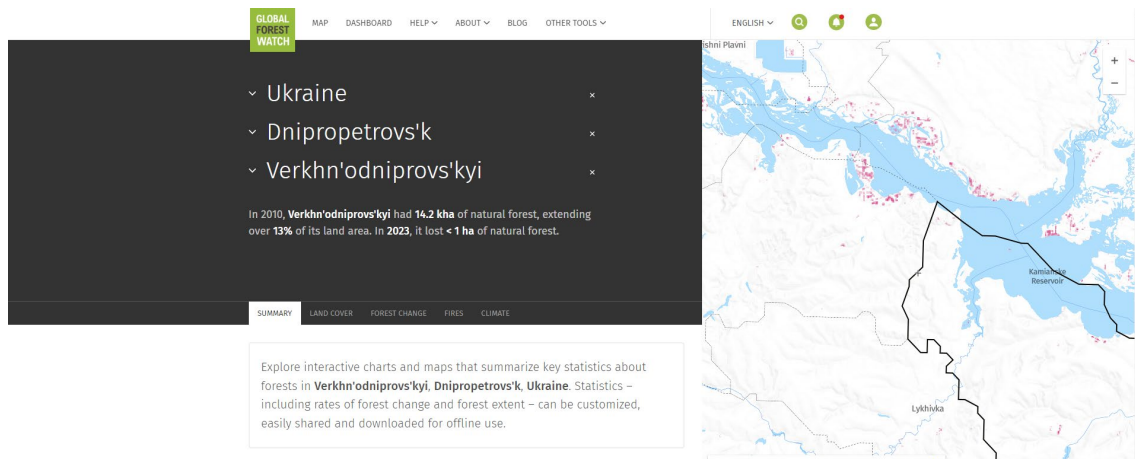 GLOBAL
FOREST
WATCH
MAP DASHBOARD HELP ABOUT BLOG OTHER TOOLS
ENGLISH
Ukraine
Dnipropetrovs'k
Verkhn'odniprovs'kyi
In 2010, Verkhn'odniprovs'kyi had 14.2 kha of natural forest, extending
over 13% of its land area. In 2023, it lost < 1 ha of natural forest.
SUMMARY LAND COVER FOREST CHANGE FIRES CLIMATE
Explore interactive charts and maps that summarize key statistics about
forests in Verkhn'odniprovs'kyi, Dnipropetrovs'k, Ukraine. Statistics –
including rates of forest change and forest extent – can be customized,
easily shared and downloaded for offline use.
ishni Plavni
+
−
Kamianske
Reservoir
Lykhivka